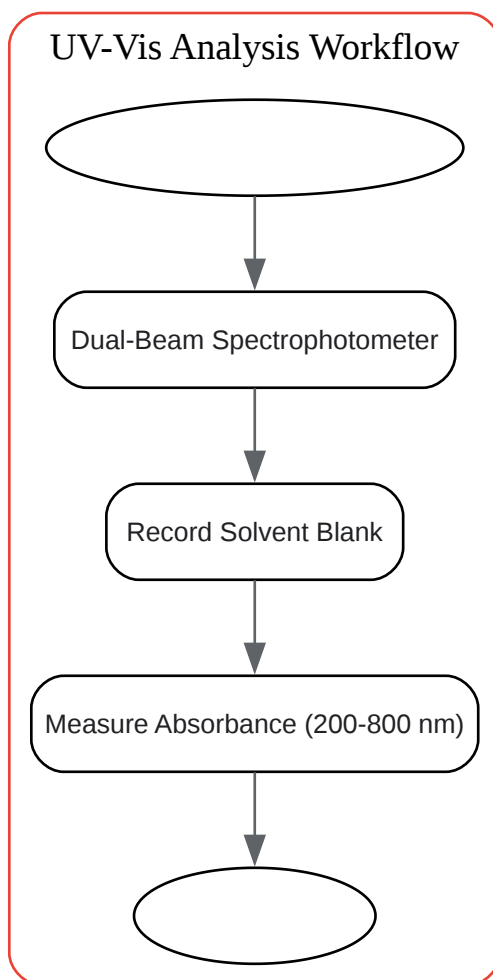 UV-Vis Analysis Workflow
Dual-Beam Spectrophotometer
Record Solvent Blank
Measure Absorbance (200-800 nm)